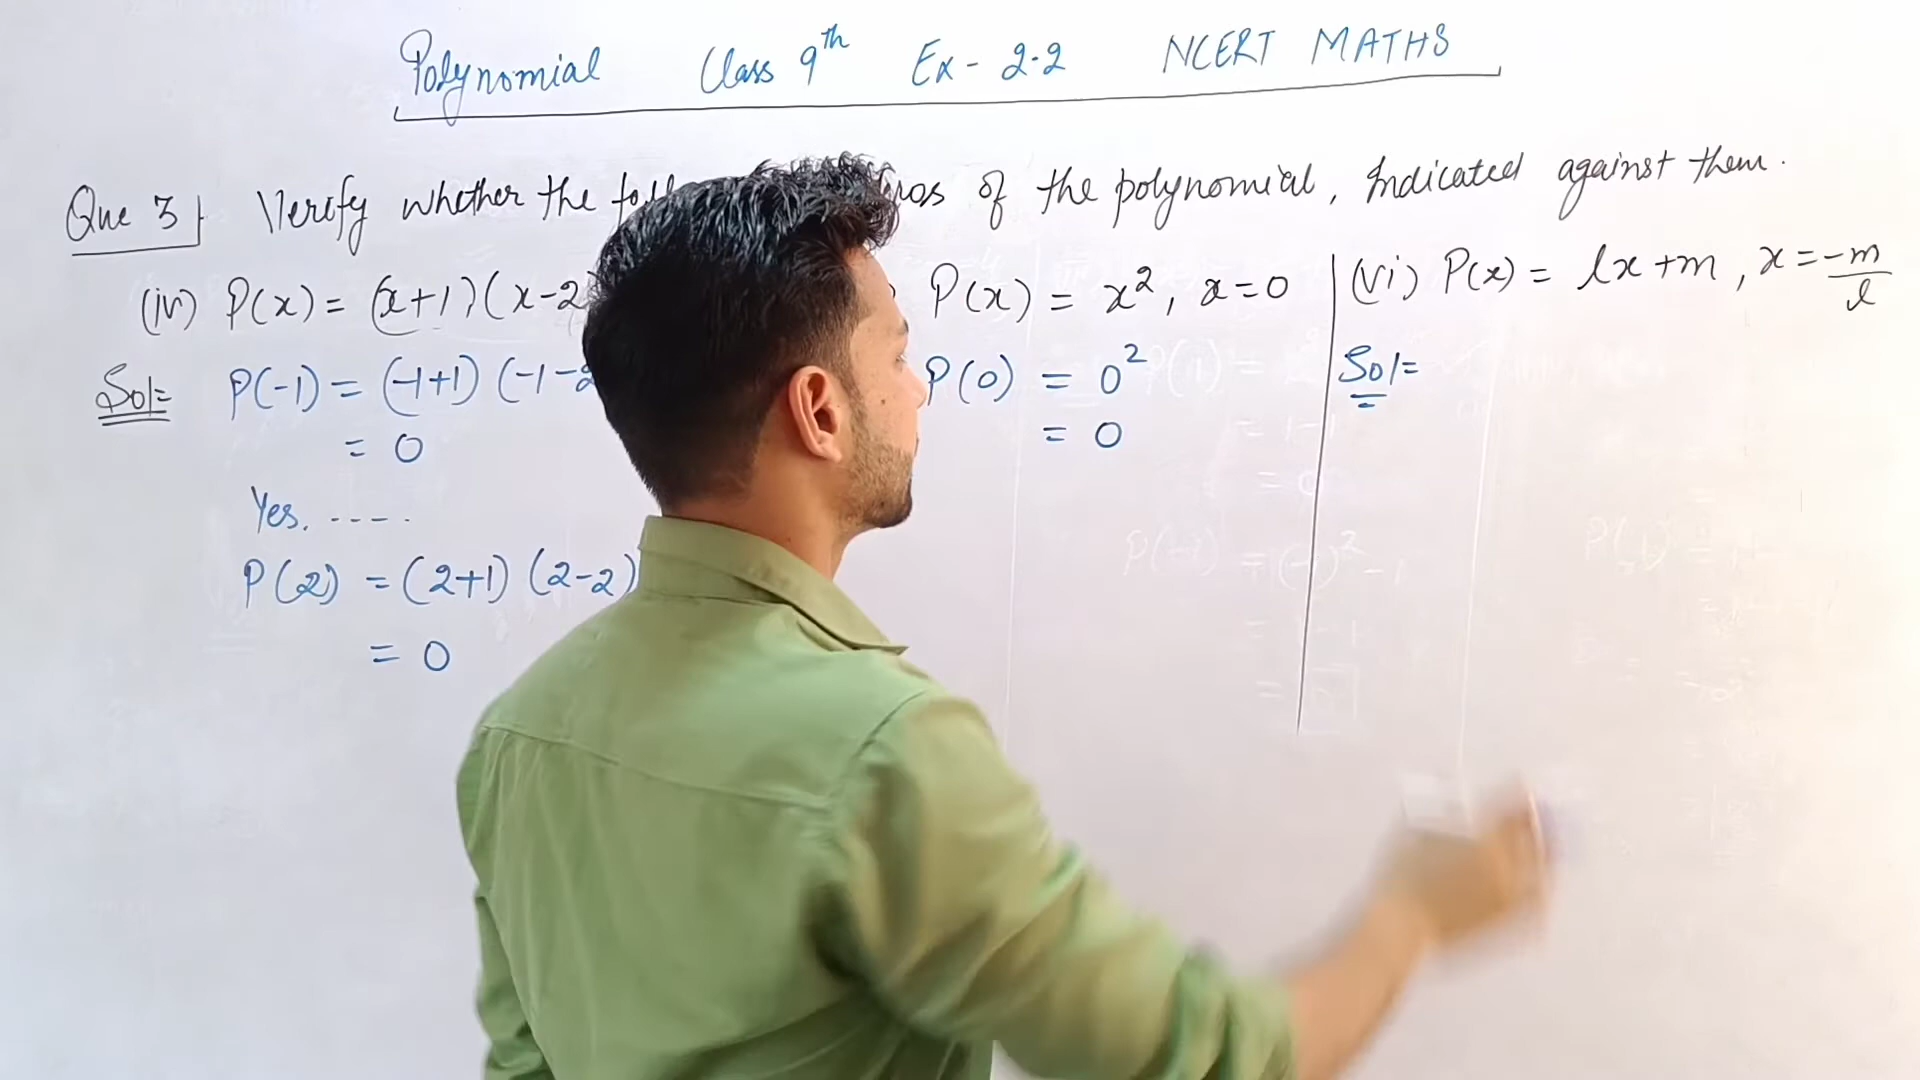 Polynomial Class 9th Ex - 2.2 NCERT MATHS
Que 3 Verify whether the of the polynomial, Indicated against them.
(iv) P(x) = (x+1)(x-2
Sol= P(-1) = (-1+1) (-1-2
= 0
Yes. ----.
P(2) = (2+1) (2-2)
= 0
P(x) = x², x=0
P(0) = 0²
= 0
(vi) P(x) = lx+m, x = -m/l
Sol=